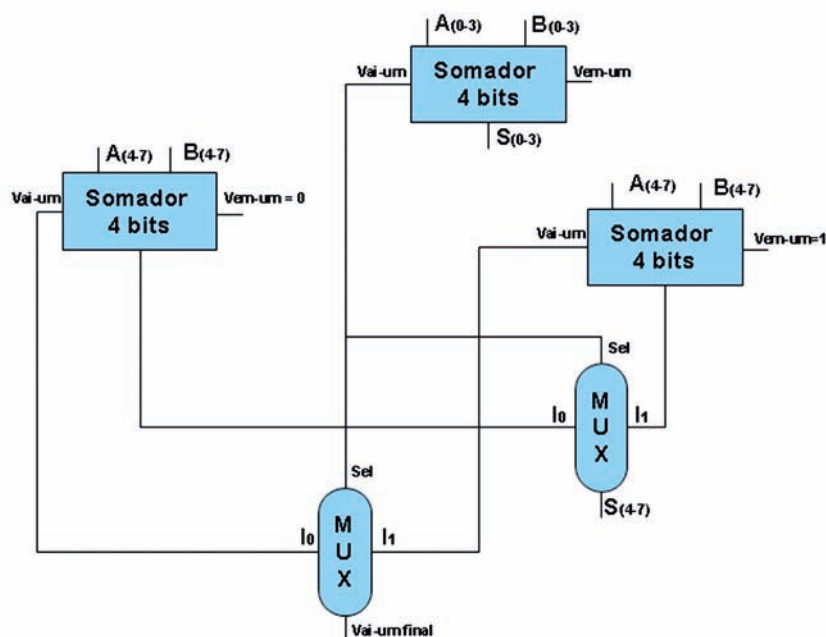 A(0-3)
B(0-3)
Vai-um
Somador
4 bits
Vem-um
S(0-3)
A(4-7)
B(4-7)
Vai-um
Somador
4 bits
Vem-um = 0
A(4-7)
B(4-7)
Vai-um
Somador
4 bits
Vem-um=1
Sel
I0
MUX
I1
S(4-7)
Sel
I0
MUX
I1
Vai-um final